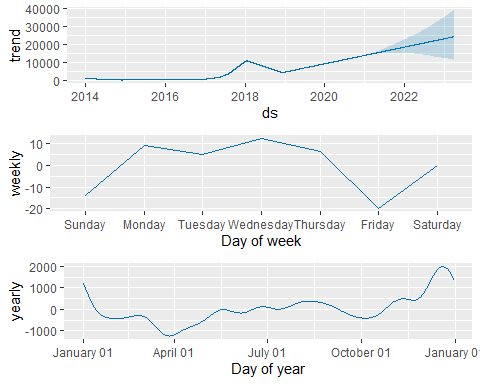 40000
30000
20000
10000
0
trend
2014 2016 2018 2020 2022
ds
10
0
-10
-20
weekly
Sunday Monday Tuesday Wednesday Thursday Friday Saturday
Day of week
2000
1000
0
-1000
yearly
January 01 April 01 July 01 October 01 January 01
Day of year